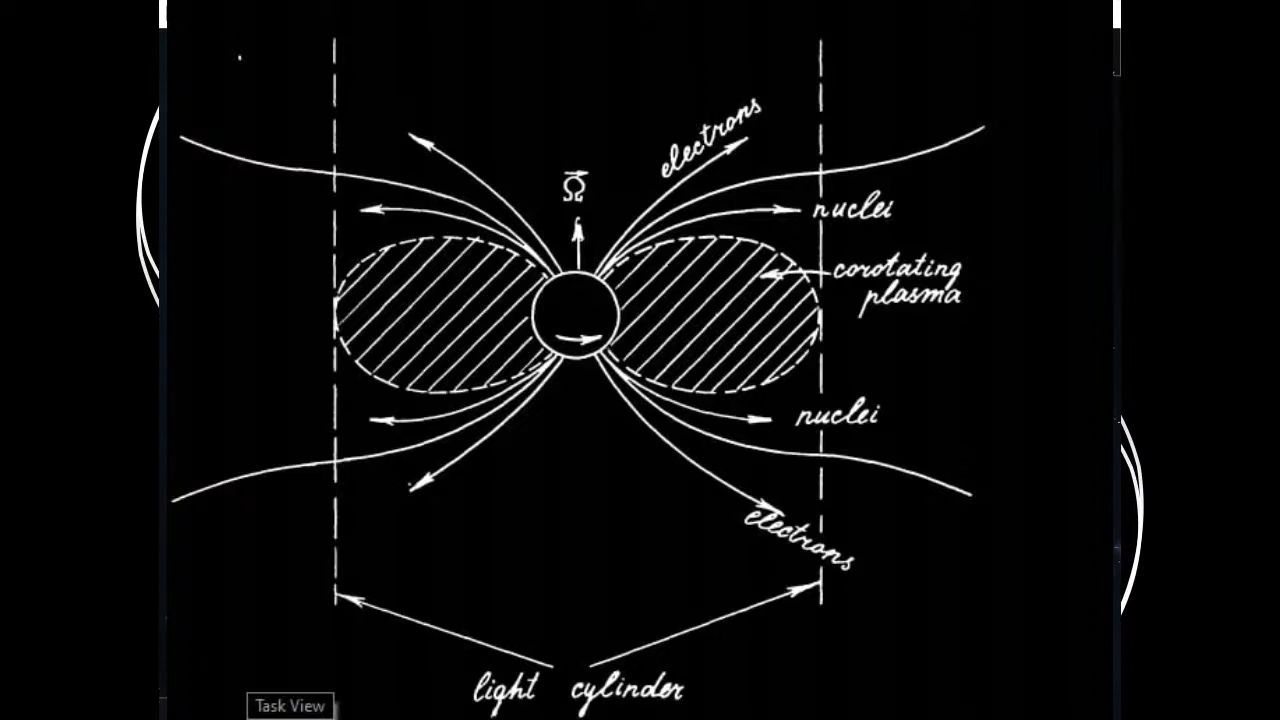 electrons
Ω
nuclei
corotating
plasma
nuclei
electrons
light cylinder
Task View